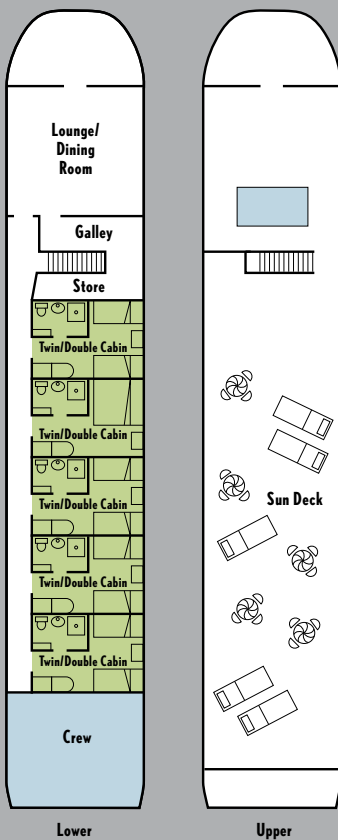 Lounge/
Dining
Room
Galley
Store
Twin/Double Cabin
Twin/Double Cabin
Twin/Double Cabin
Twin/Double Cabin
Twin/Double Cabin
Crew
Lower
Sun Deck
Upper